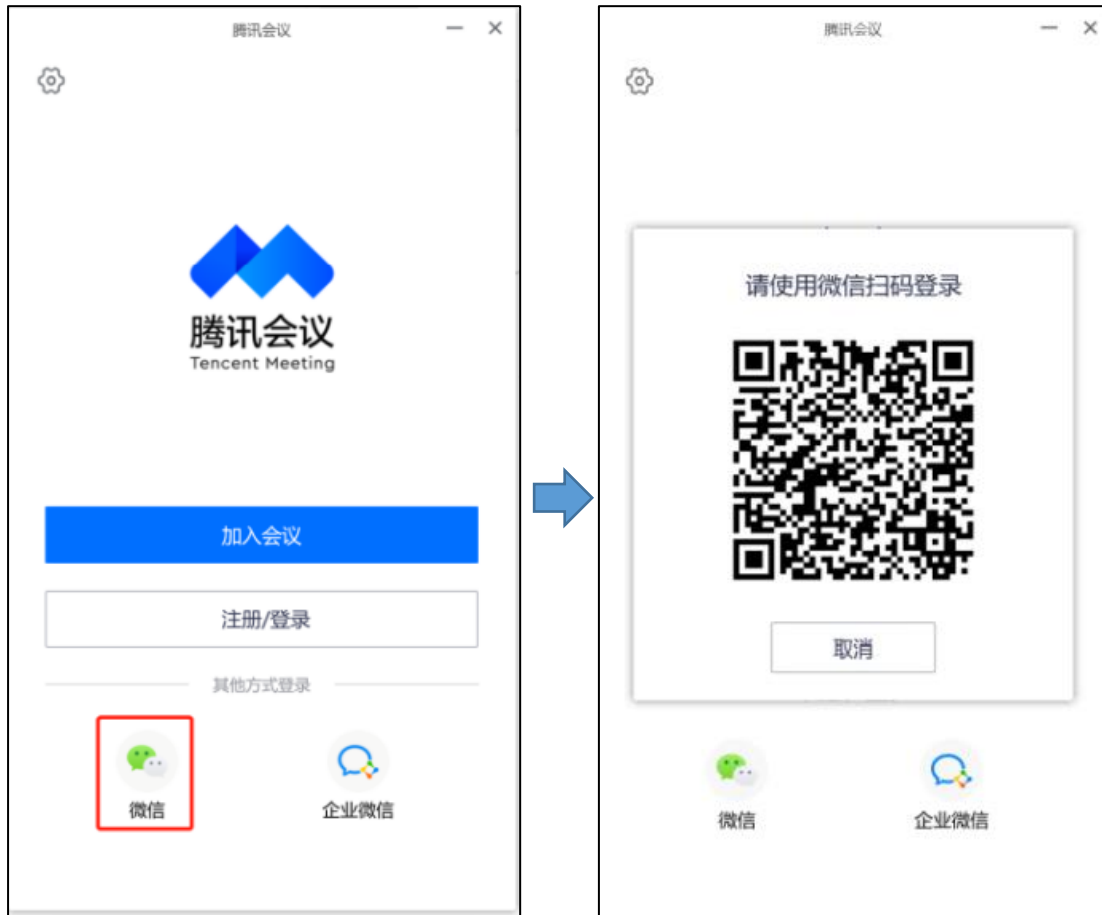 腾讯会议
腾讯会议
Tencent Meeting
加入会议
注册/登录
其他方式登录
微信
企业微信
腾讯会议
请使用微信扫码登录
取消
微信
企业微信